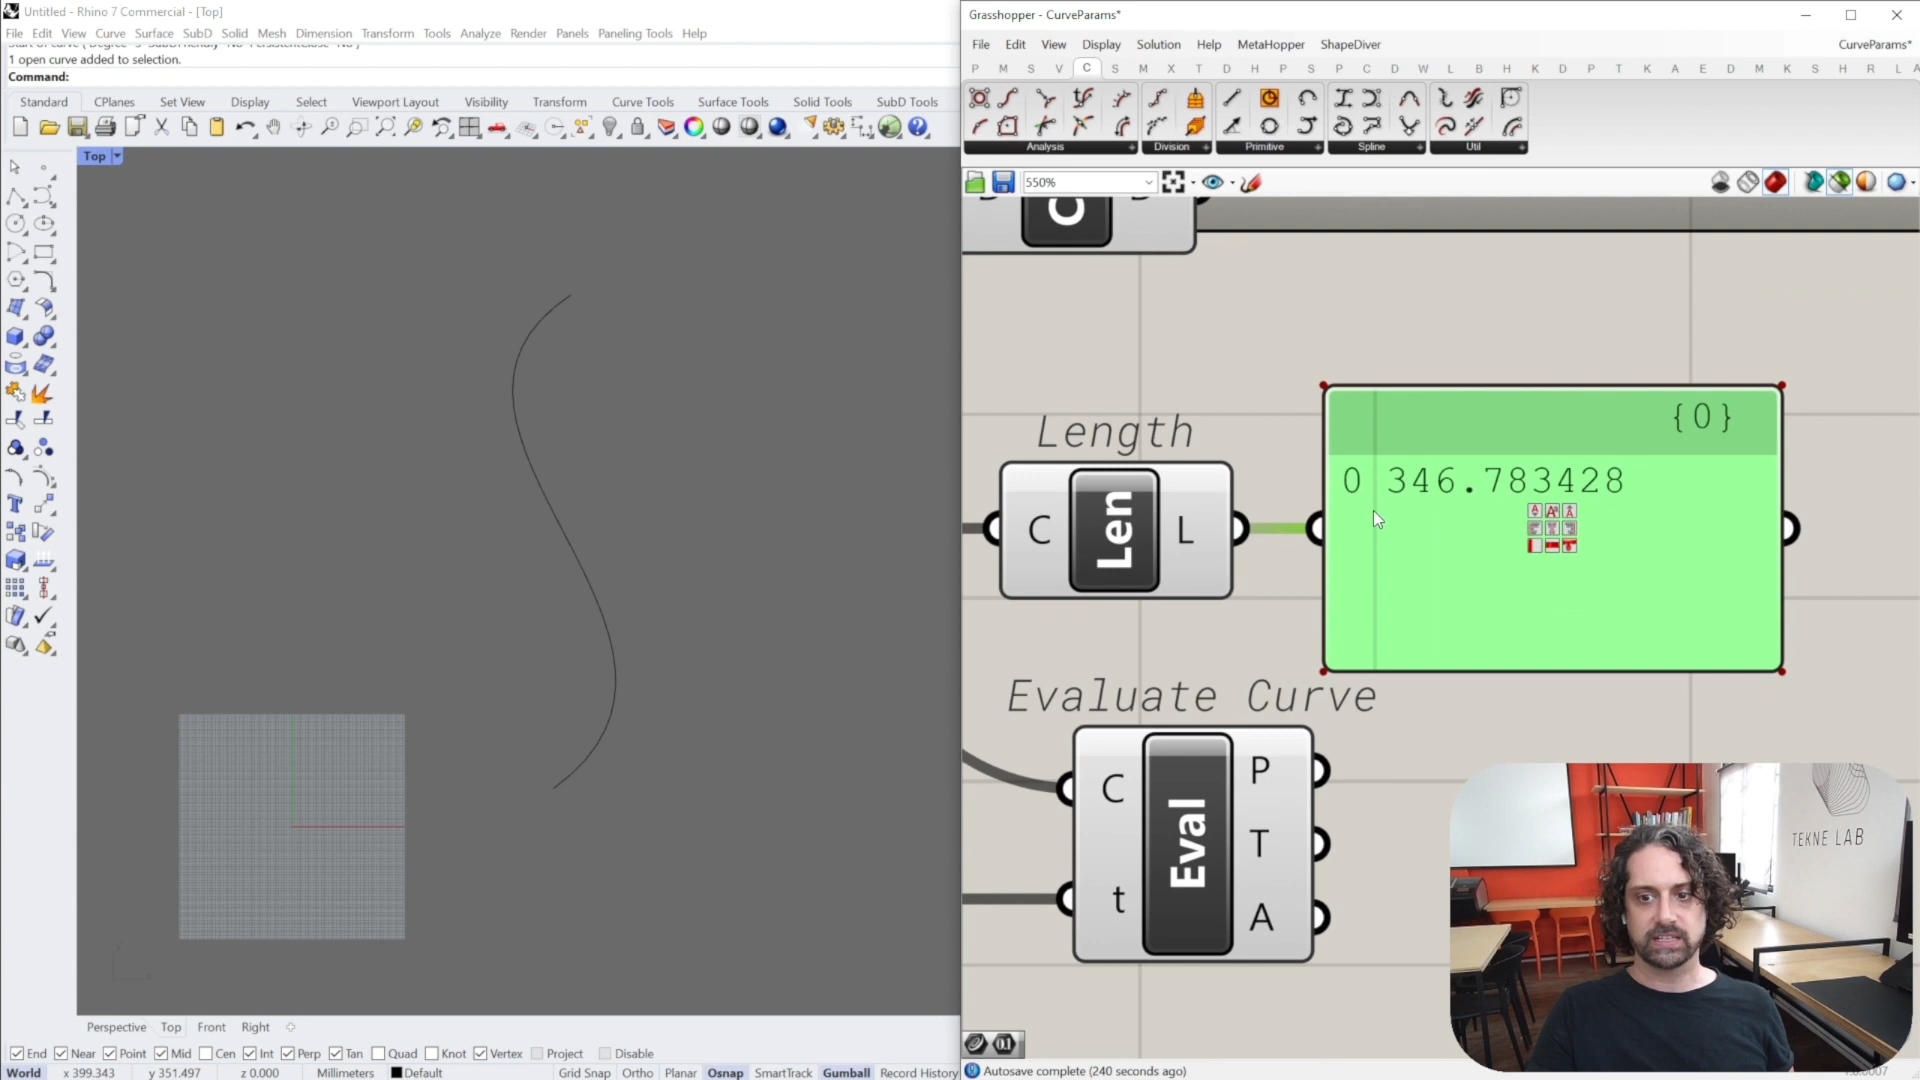 Untitled - Rhino 7 Commercial - [Top]
File Edit View Curve Surface SubD Solid Mesh Dimension Transform Tools Analyze Render Panels Paneling Tools Help
1 open curve added to selection.
Command:
Standard CPlanes Set View Display Select Viewport Layout Visibility Transform Curve Tools Surface Tools Solid Tools SubD Tools
Top
Perspective Top Front Right
End Near Point Mid Cen Int Perp Tan Quad Knot Vertex Project Disable
World x 399.343 y 351.497 z 0.000 Millimeters Default Grid Snap Ortho Planar Osnap SmartTrack Gumball Record History
Grasshopper - CurveParams*
File Edit View Display Solution Help MetaHopper ShapeDiver CurveParams*
P M S V C S M X T D H P S P C D W L B H K D P T K A E D M K S H R L A
Analysis Division Primitive Spline Util
550%
Length
C Len L
{0}
0 346.783428
Evaluate Curve
C Eval P
T
t A
TEKNE LAB
Autosave complete (240 seconds ago)